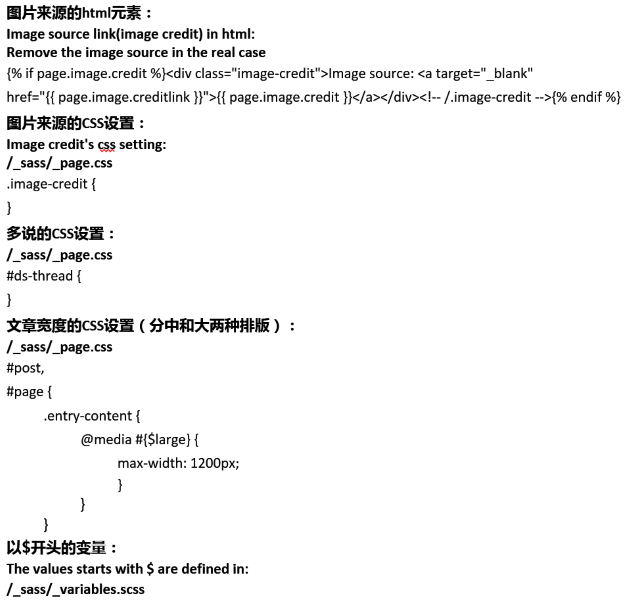 图片来源的html元素：
Image source link(image credit) in html:
Remove the image source in the real case
{% if page.image.credit %}<div class="image-credit">Image source: <a target="_blank"
href="{{ page.image.creditlink }}">{{ page.image.credit }}</a></div><!-- /.image-credit -->{% endif %}
图片来源的CSS设置：
Image credit's css setting:
/_sass/_page.css
.image-credit {
}
多说的CSS设置：
/_sass/_page.css
#ds-thread {
}
文章宽度的CSS设置（分中和大两种排版）：
/_sass/_page.css
#post,
#page {
.entry-content {
@media #{$large} {
max-width: 1200px;
}
}
}
以$开头的变量：
The values starts with $ are defined in:
/_sass/_variables.scss